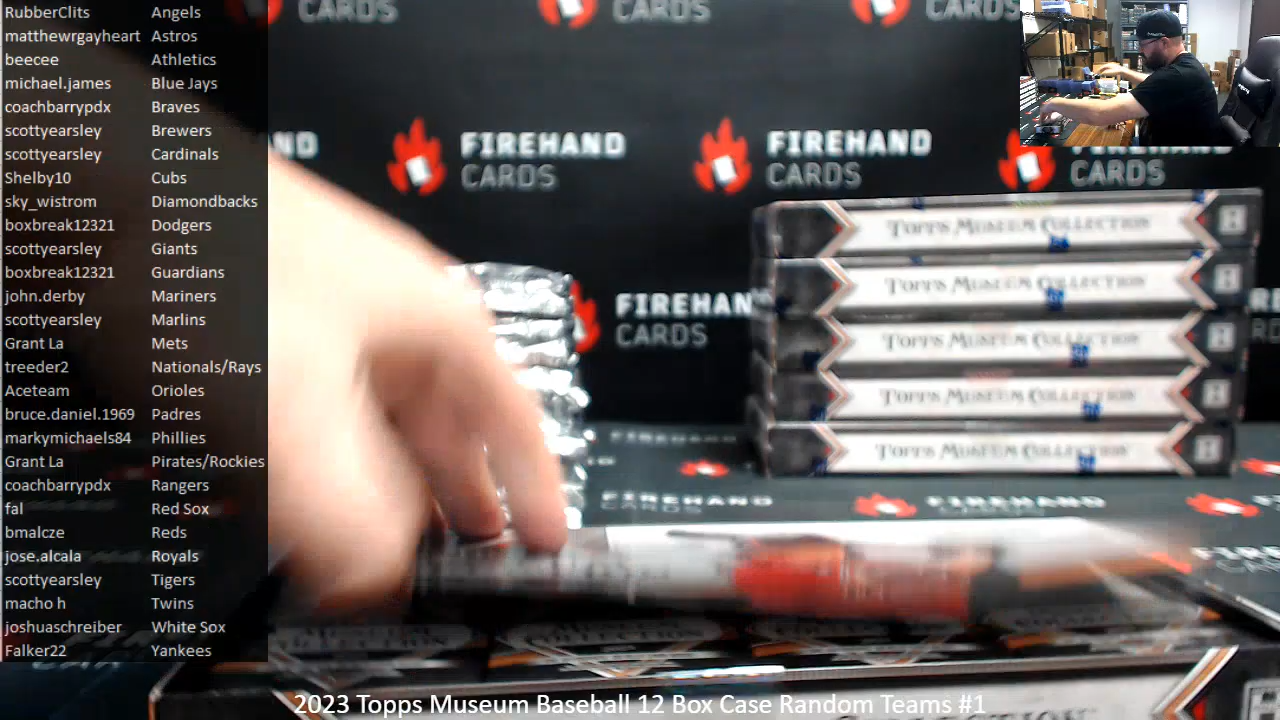 RubberClits Angels
matthewrgayheart Astros
beecee Athletics
michael.james Blue Jays
coachbarrypdx Braves
scottyearsley Brewers
scottyearsley Cardinals
Shelby10 Cubs
sky_wistrom Diamondbacks
boxbreak12321 Dodgers
scottyearsley Giants
boxbreak12321 Guardians
john.derby Mariners
scottyearsley Marlins
Grant La Mets
treeder2 Nationals/Rays
Aceteam Orioles
bruce.daniel.1969 Padres
markymichaels84 Phillies
Grant La Pirates/Rockies
coachbarrypdx Rangers
fal Red Sox
bmalcze Reds
jose.alcala Royals
scottyearsley Tigers
macho h Twins
joshuaschreiber White Sox
Falker22 Yankees
CARDS
CARDS
CARDS
FIREHAND
CARDS
FIREHAND
CARDS
CARDS
FIREHAN
CARDS
TOPPS MUSEUM COLLECTION
TOPPS MUSEUM COLLECTION
TOPPS MUSEUM COLLECTION
TOPPS MUSEUM COLLECTION
TOPPS MUSEUM COLLECTION
FIREHAND
FIREHAND
CARDS
FIREHAND
2023 Topps Museum Baseball 12 Box Case Random Teams #1